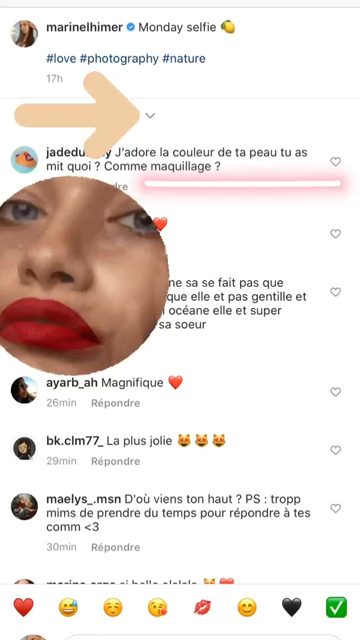 marinelhimer Monday selfie 🍋
#love #photography #nature
17h
J'adore la couleur de ta peau tu as
mit quoi ? Comme maquillage ?
❤️
ne sa se fait pas que
que elle et pas gentille et
océane elle et super
sa soeur
ayarb_ah Magnifique ❤️
26min Répondre
bk.clm77_ La plus jolie 😻😻😻
29min Répondre
maelys_.msn D'où viens ton haut ? PS : tropp
mims de prendre du temps pour répondre à tes
comm <3
30min Répondre